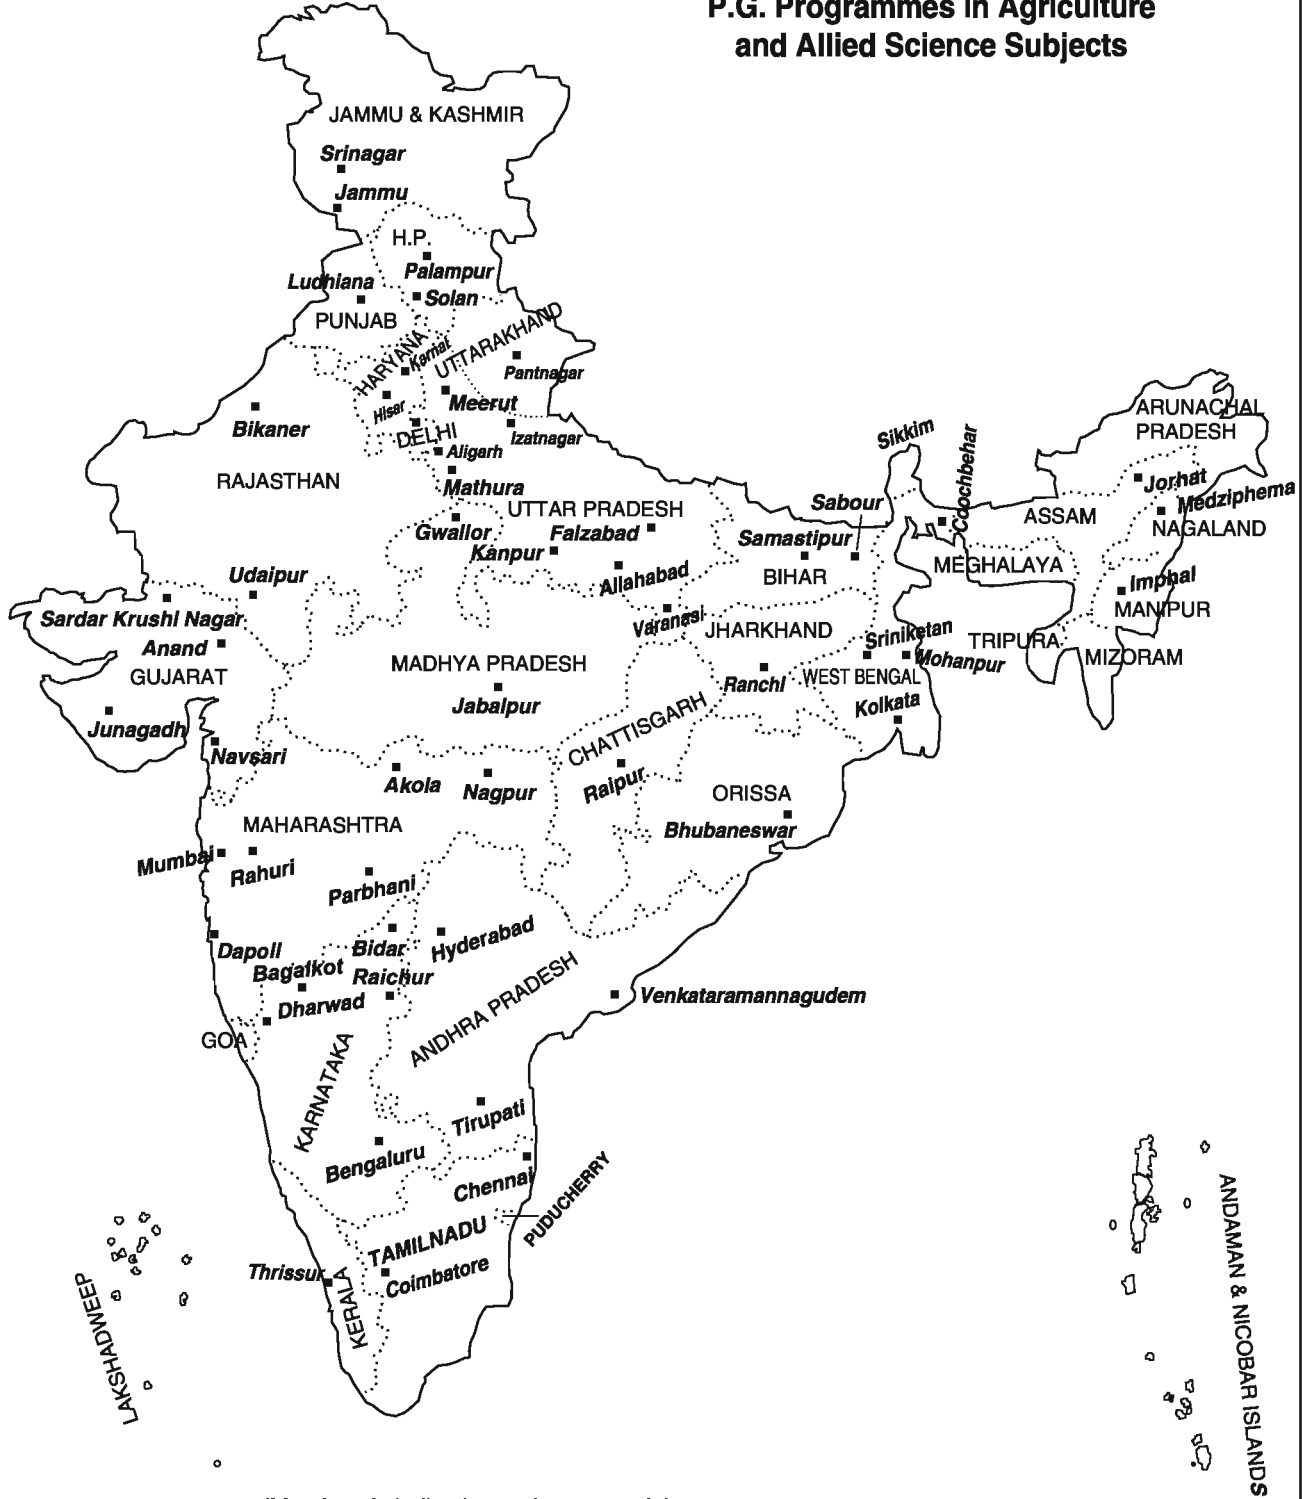 P.G. Programmes in Agriculture
and Allied Science Subjects
JAMMU & KASHMIR
Srinagar
Jammu
H.P.
Palampur
Ludhiana
Solan
PUNJAB
HARYANA
Karnal
UTTARAKHAND
Pantnagar
Hisar
Meerut
Bikaner
DELHI
Izatnagar
Aligarh
RAJASTHAN
Mathura
UTTAR PRADESH
Gwallor
Kanpur
Falzabad
Allahabad
Varanasi
Sabour
Samastipur
BIHAR
Sikkim
Coochbehar
ARUNACHAL
PRADESH
Jorhat
Medziphema
ASSAM
NAGALAND
MEGHALAYA
Imphal
MANIPUR
TRIPURA
MIZORAM
Udaipur
Sardar Krushi Nagar
Anand
GUJARAT
Junagadh
Navsari
MADHYA PRADESH
Jabalpur
JHARKHAND
Ranchi
Sriniketan
Mohanpur
WEST BENGAL
Kolkata
CHATTISGARH
Raipur
Akola
Nagpur
ORISSA
Bhubaneswar
MAHARASHTRA
Mumbai
Rahuri
Parbhani
Dapoli
Bidar
Hyderabad
Bagalkot
Raichur
Dharwad
GOA
KARNATAKA
ANDHRA PRADESH
Venkataramannagudem
Tirupati
Bengaluru
Chennai
PUDUCHERRY
TAMILNADU
Thrissur
Coimbatore
KERALA
LAKSHADWEEP
ANDAMAN & NICOBAR ISLANDS